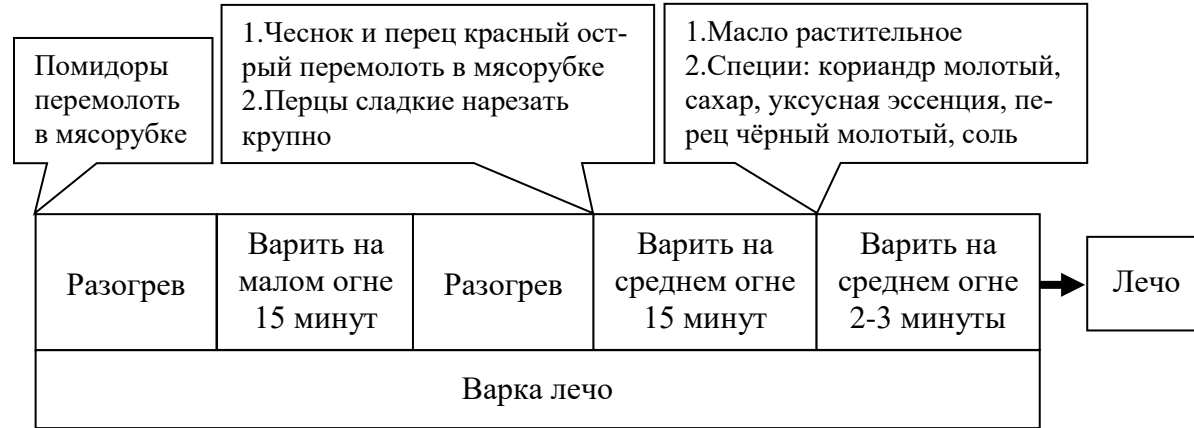 Помидоры
перемолоть
в мясорубке
1.Чеснок и перец красный ост-
рый перемолоть в мясорубке
2.Перцы сладкие нарезать
крупно
1.Масло растительное
2.Специи: кориандр молотый,
сахар, уксусная эссенция, пе-
рец чёрный молотый, соль
Разогрев
Варить на
малом огне
15 минут
Разогрев
Варить на
среднем огне
15 минут
Варить на
среднем огне
2-3 минуты
Лечо
Варка лечо